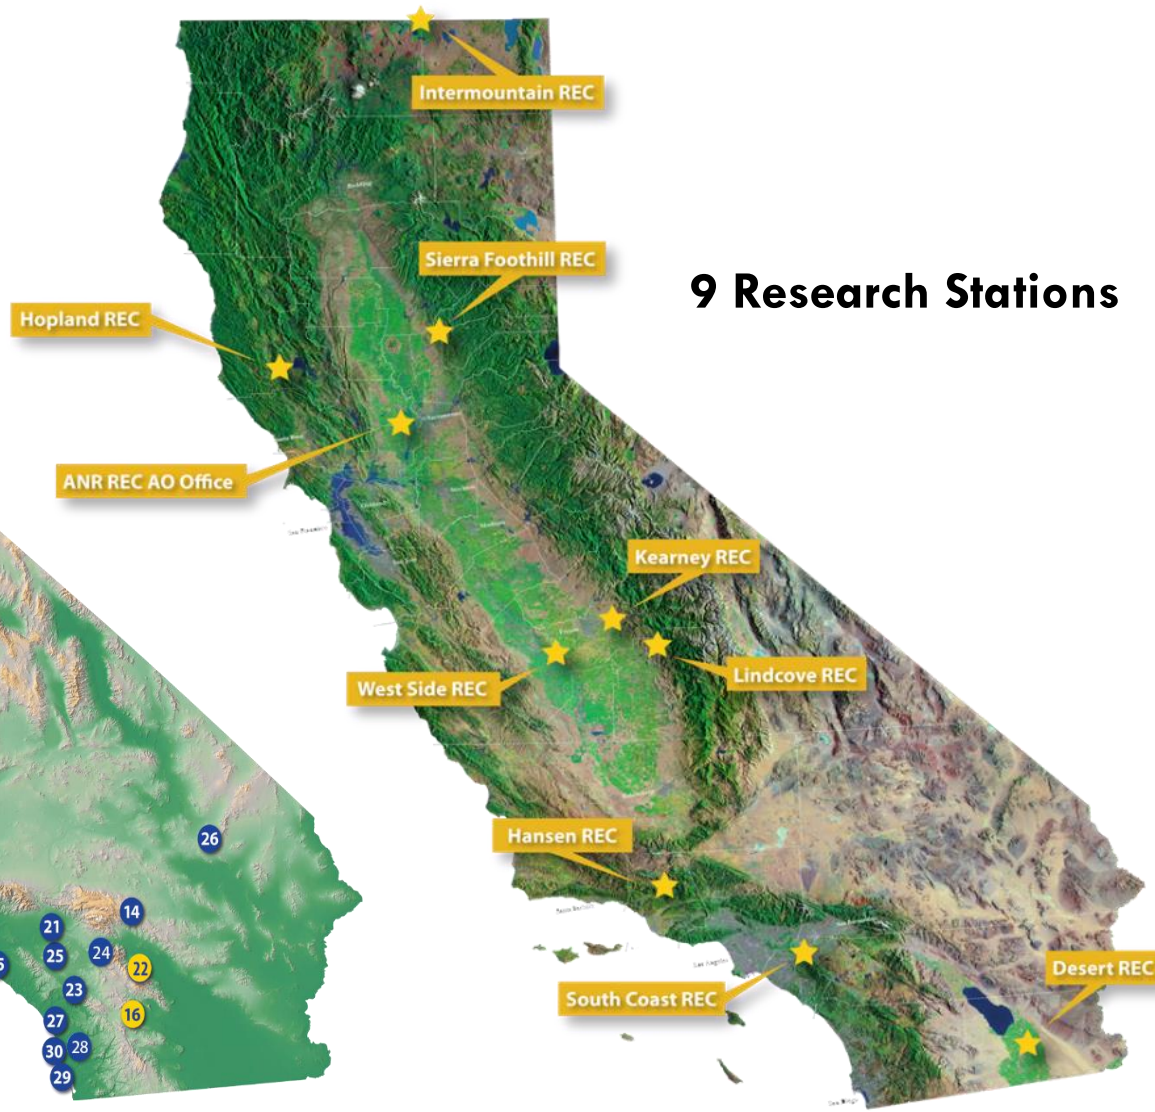 Intermountain REC
Sierra Foothill REC
9 Research Stations
Hopland REC
ANR REC AO Office
Kearney REC
Lindcove REC
West Side REC
Hansen REC
26
14
21
24
25
22
23
16
27
28
30
29
Desert REC
South Coast REC